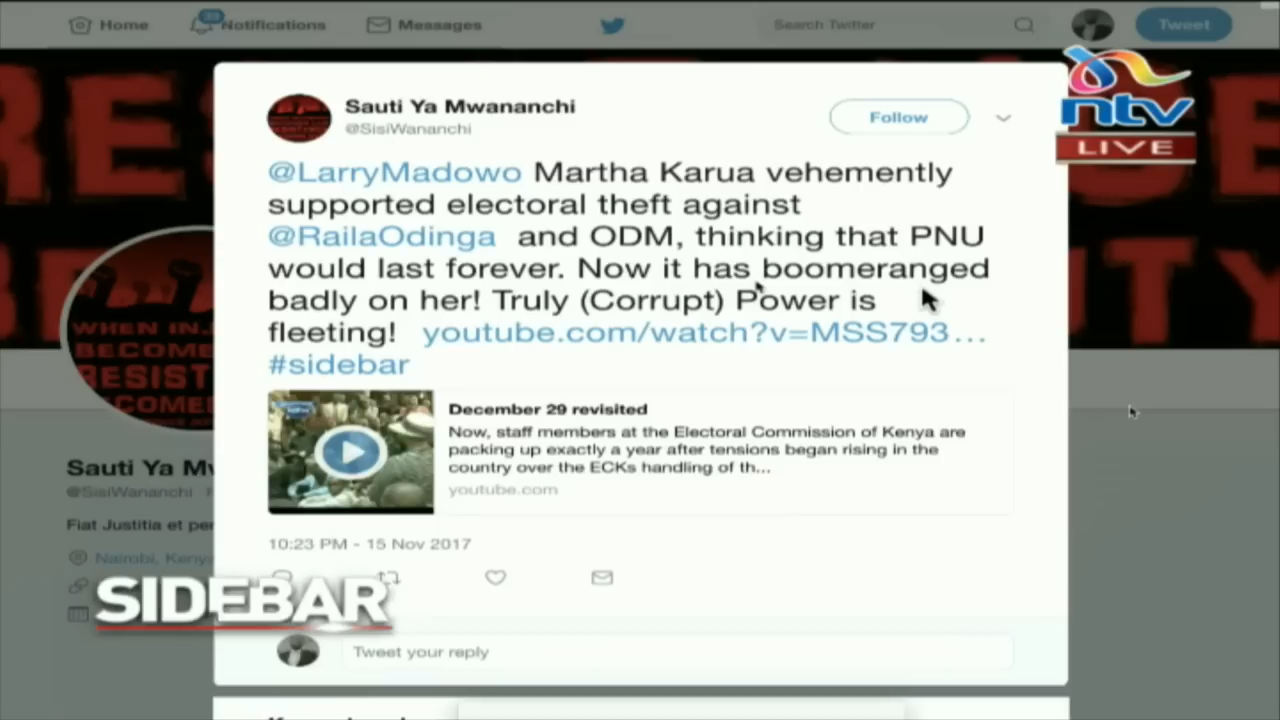 Home
33
Notifications
Messages
Search Twitter
Tweet
ntv
LIVE
Sauti Ya Mwananchi
@SisiWananchi
Follow
@LarryMadowo Martha Karua vehemently
supported electoral theft against
@RailaOdinga and ODM, thinking that PNU
would last forever. Now it has boomeranged
badly on her! Truly (Corrupt) Power is
fleeting! youtube.com/watch?v=MSS793…
#sidebar
December 29 revisited
Now, staff members at the Electoral Commission of Kenya are
packing up exactly a year after tensions began rising in the
country over the ECKs handling of th...
youtube.com
10:23 PM - 15 Nov 2017
Tweet your reply
WHEN INJ
BECOME
RESIST
COME
Sauti Ya Mw
@SisiWananchi
Fiat Justitia et per
Nairobi, Kenya
SIDEBAR